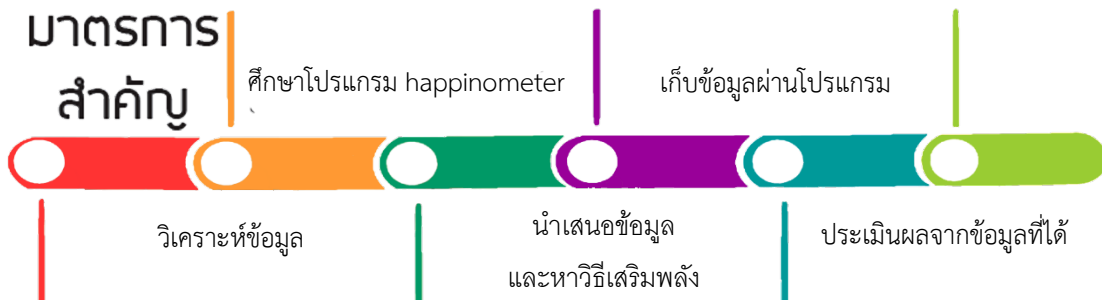 มาตรการ
สำคัญ
ศึกษาโปรแกรม happinometer
เก็บข้อมูลผ่านโปรแกรม
วิเคราะห์ข้อมูล
นำเสนอข้อมูล
และหาวิธีเสริมพลัง
ประเมินผลจากข้อมูลที่ได้